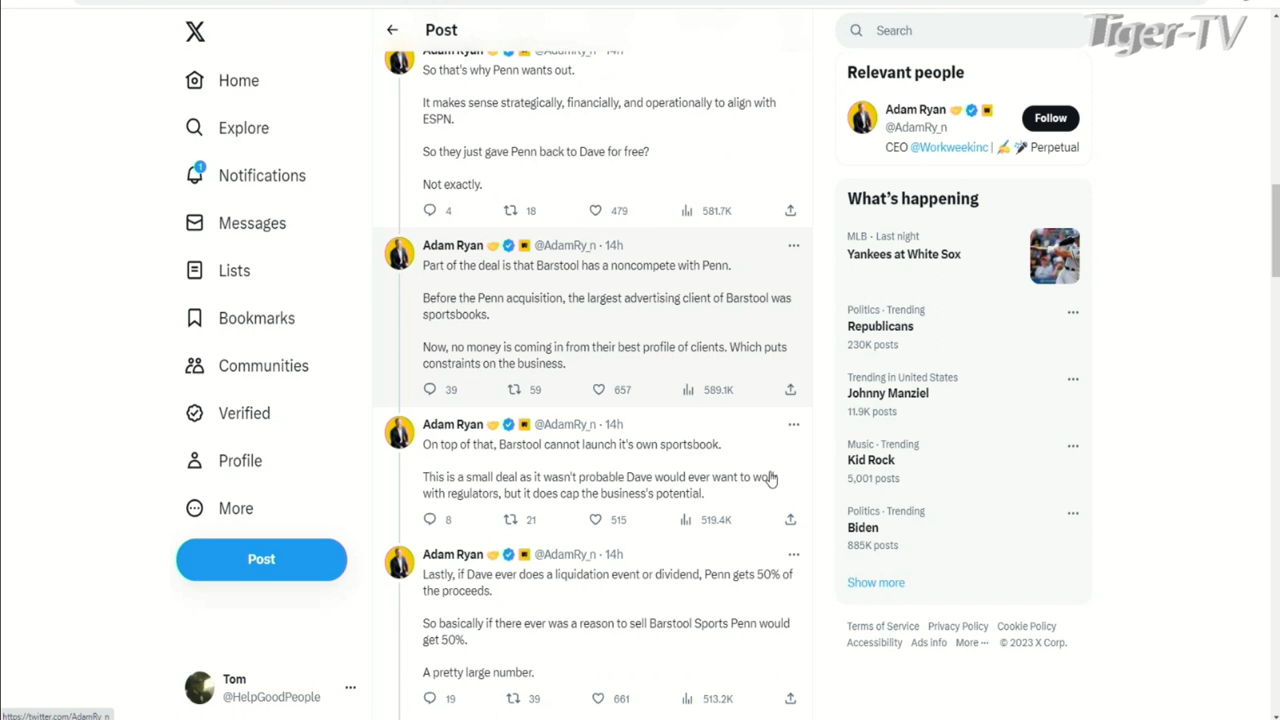 Post
Tiger-TV
Search
Home
Explore
1
Notifications
Messages
Lists
Bookmarks
Communities
Verified
Profile
More
Post
Tom
@HelpGoodPeople
https://twitter.com/AdamRy_n
Adam Ryan @AdamRy_n · 14h
So that's why Penn wants out.
It makes sense strategically, financially, and operationally to align with
ESPN.
So they just gave Penn back to Dave for free?
Not exactly.
4 18 479 581.7K
Adam Ryan @AdamRy_n · 14h
Part of the deal is that Barstool has a noncompete with Penn.
Before the Penn acquisition, the largest advertising client of Barstool was
sportsbooks.
Now, no money is coming in from their best profile of clients. Which puts
constraints on the business.
39 59 657 589.1K
Adam Ryan @AdamRy_n · 14h
On top of that, Barstool cannot launch it's own sportsbook.
This is a small deal as it wasn't probable Dave would ever want to work
with regulators, but it does cap the business's potential.
8 21 515 519.4K
Adam Ryan @AdamRy_n · 14h
Lastly, if Dave ever does a liquidation event or dividend, Penn gets 50% of
the proceeds.
So basically if there ever was a reason to sell Barstool Sports Penn would
get 50%.
A pretty large number.
19 39 661 513.2K
Relevant people
Adam Ryan
@AdamRy_n
Follow
CEO @Workweekinc | Perpetual
What's happening
MLB · Last night
Yankees at White Sox
Politics · Trending
Republicans
230K posts
Trending in United States
Johnny Manziel
11.9K posts
Music · Trending
Kid Rock
5,001 posts
Politics · Trending
Biden
885K posts
Show more
Terms of Service Privacy Policy Cookie Policy
Accessibility Ads info More ··· © 2023 X Corp.